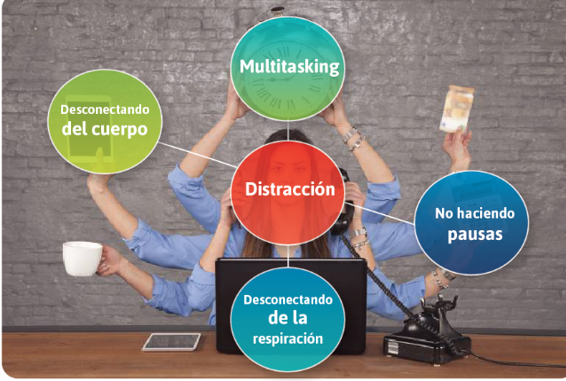 Multitasking
Desconectando
del cuerpo
Distracción
No haciendo
pausas
Desconectando
de la
respiración